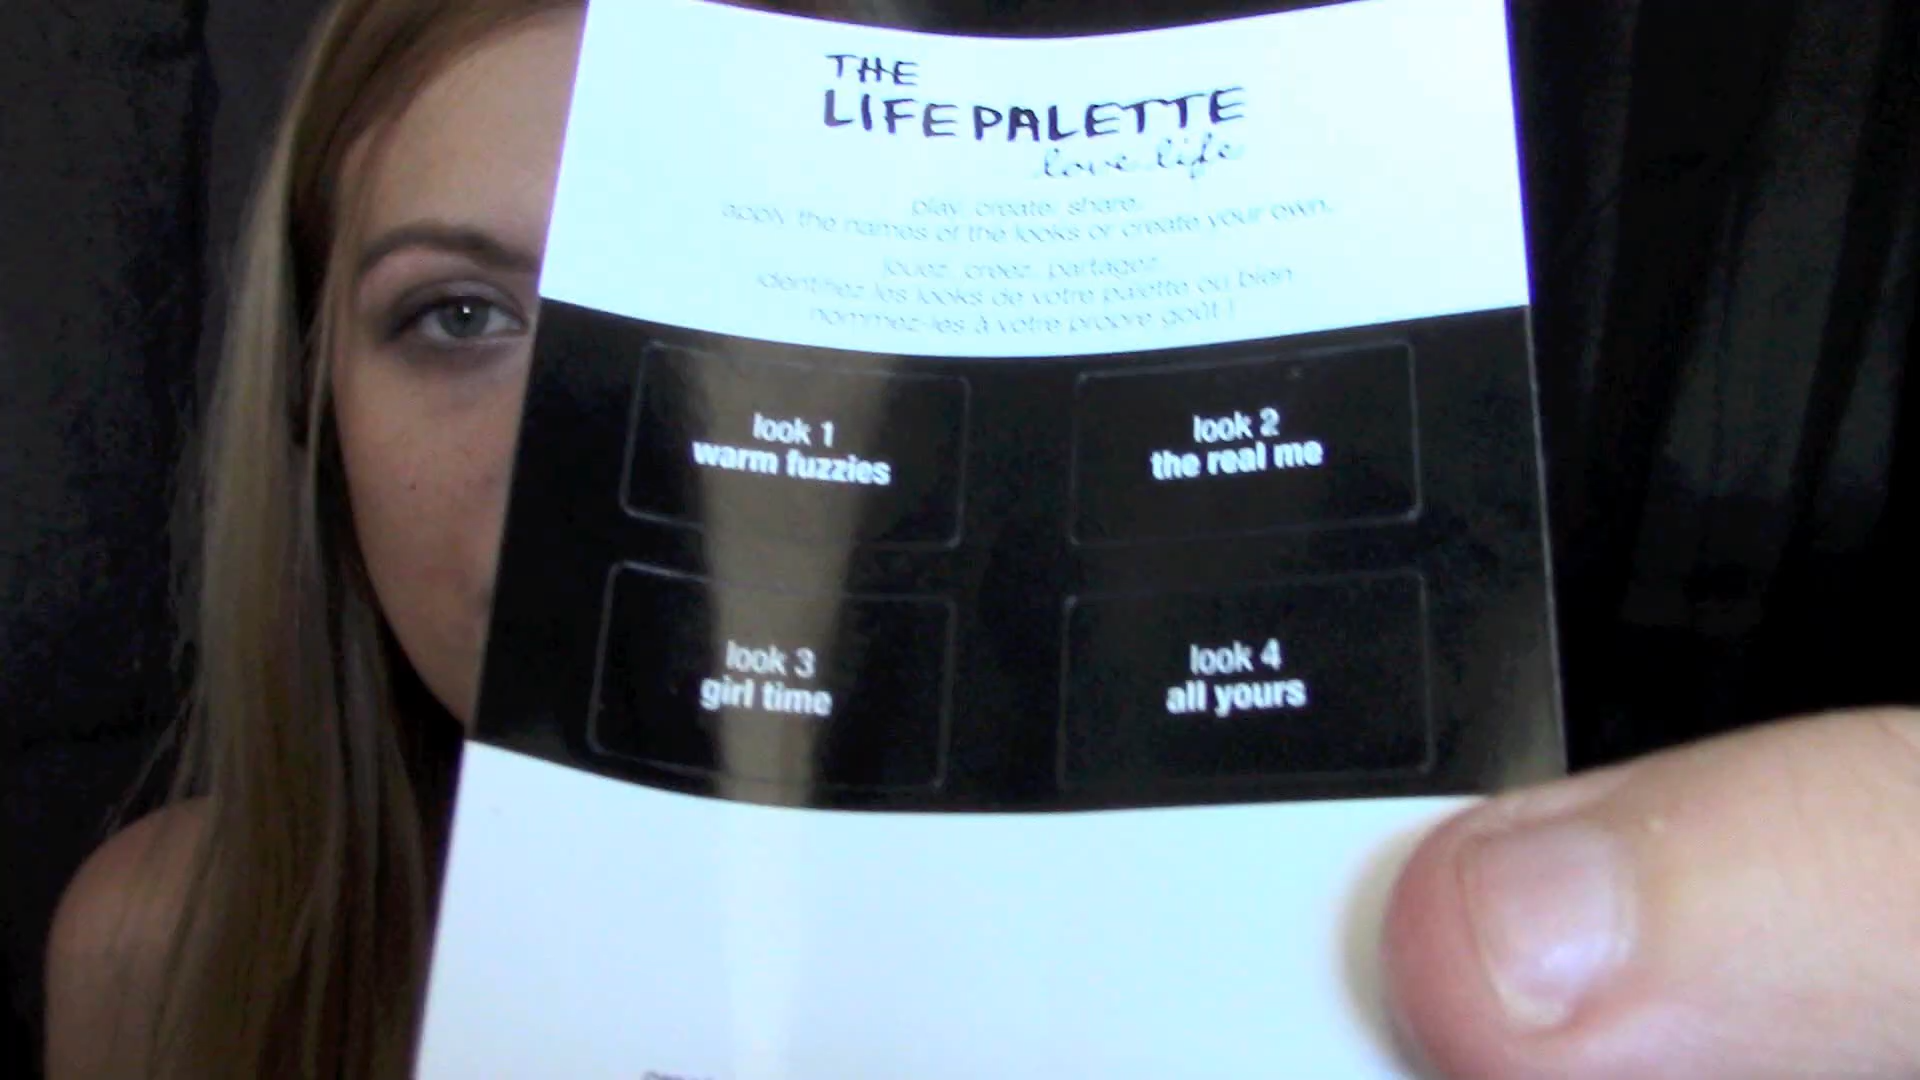 THE
LIFE PALETTE
love life
play. create. share.
apply the names of the looks or create your own.
jouez. créez. partagez.
identifiez les looks de votre palette ou bien
nommez-les à votre propre goût !
look 1
warm fuzzies
look 2
the real me
look 3
girl time
look 4
all yours